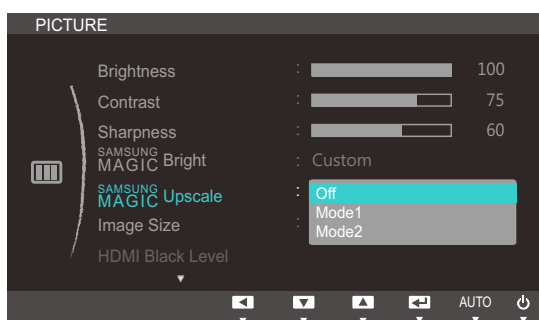 PICTURE
Brightness : 100
Contrast : 75
Sharpness : 60
SAMSUNG MAGIC Bright : Custom
SAMSUNG MAGIC Upscale : Off
Mode1
Mode2
Image Size :
HDMI Black Level
AUTO